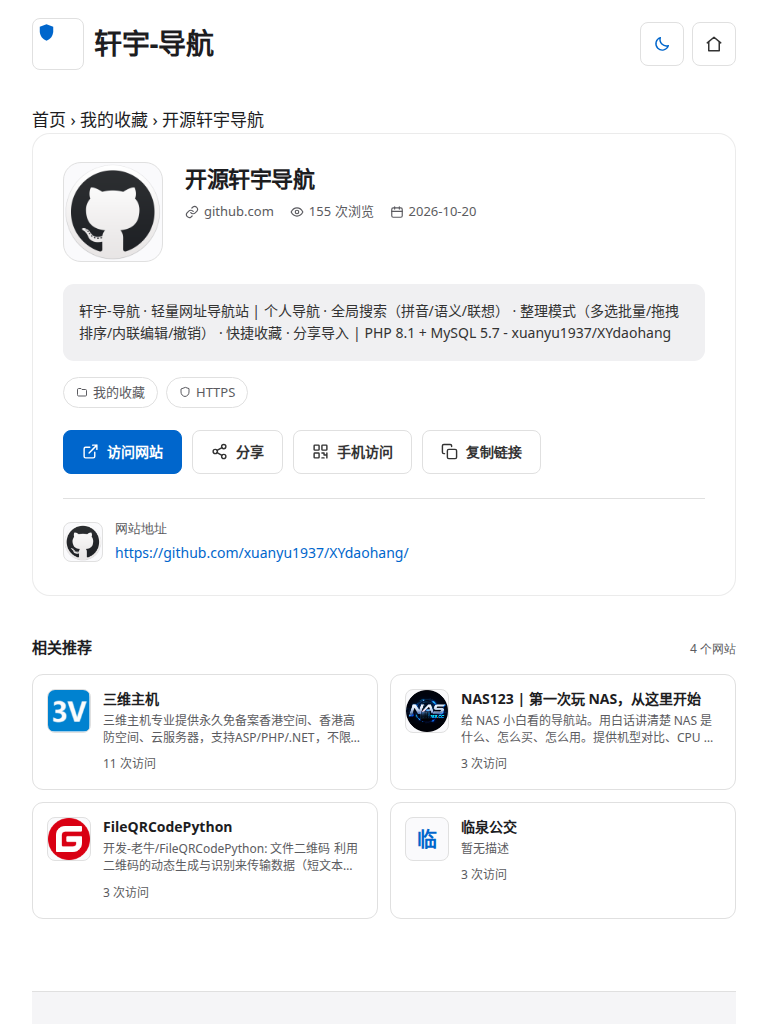 轩宇-导航
首页 › 我的收藏 › 开源轩宇导航
开源轩宇导航
github.com 155 次浏览 2026-10-20
轩宇-导航 · 轻量网址导航站 | 个人导航 · 全局搜索（拼音/语义/联想） · 整理模式（多选批量/拖拽
排序/内联编辑/撤销） · 快捷收藏 · 分享导入 | PHP 8.1 + MySQL 5.7 - xuanyu1937/XYdaohang
我的收藏 HTTPS
访问网站 分享 手机访问 复制链接
网站地址
https://github.com/xuanyu1937/XYdaohang/
相关推荐 4 个网站
3V
三维主机
三维主机专业提供永久免备案香港空间、香港高
防空间、云服务器，支持ASP/PHP/.NET，不限...
11 次访问
NAS
NAS123 | 第一次玩 NAS，从这里开始
给 NAS 小白看的导航站。用白话讲清楚 NAS 是
什么、怎么买、怎么用。提供机型对比、CPU ...
3 次访问
G
FileQRCodePython
开发-老牛/FileQRCodePython: 文件二维码 利用
二维码的动态生成与识别来传输数据（短文本...
3 次访问
临
临泉公交
暂无描述
3 次访问